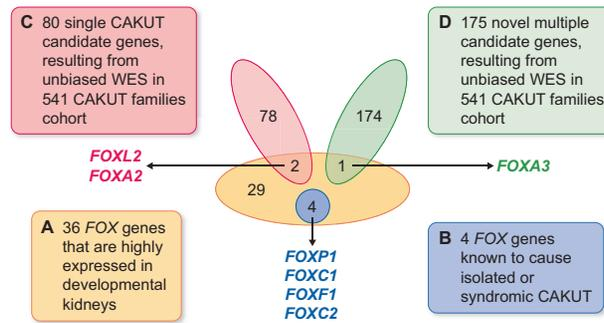 C 80 single CAKUT
candidate genes,
resulting from
unbiased WES in
541 CAKUT families
cohort
D 175 novel multiple
candidate genes,
resulting from
unbiased WES in
541 CAKUT families
cohort
78
174
FOXL2
FOXA2
2
1
FOXA3
29
4
A 36 FOX genes
that are highly
expressed in
developmental
kidneys
FOXP1
FOXC1
FOXF1
FOXC2
B 4 FOX genes
known to cause
isolated or
syndromic CAKUT